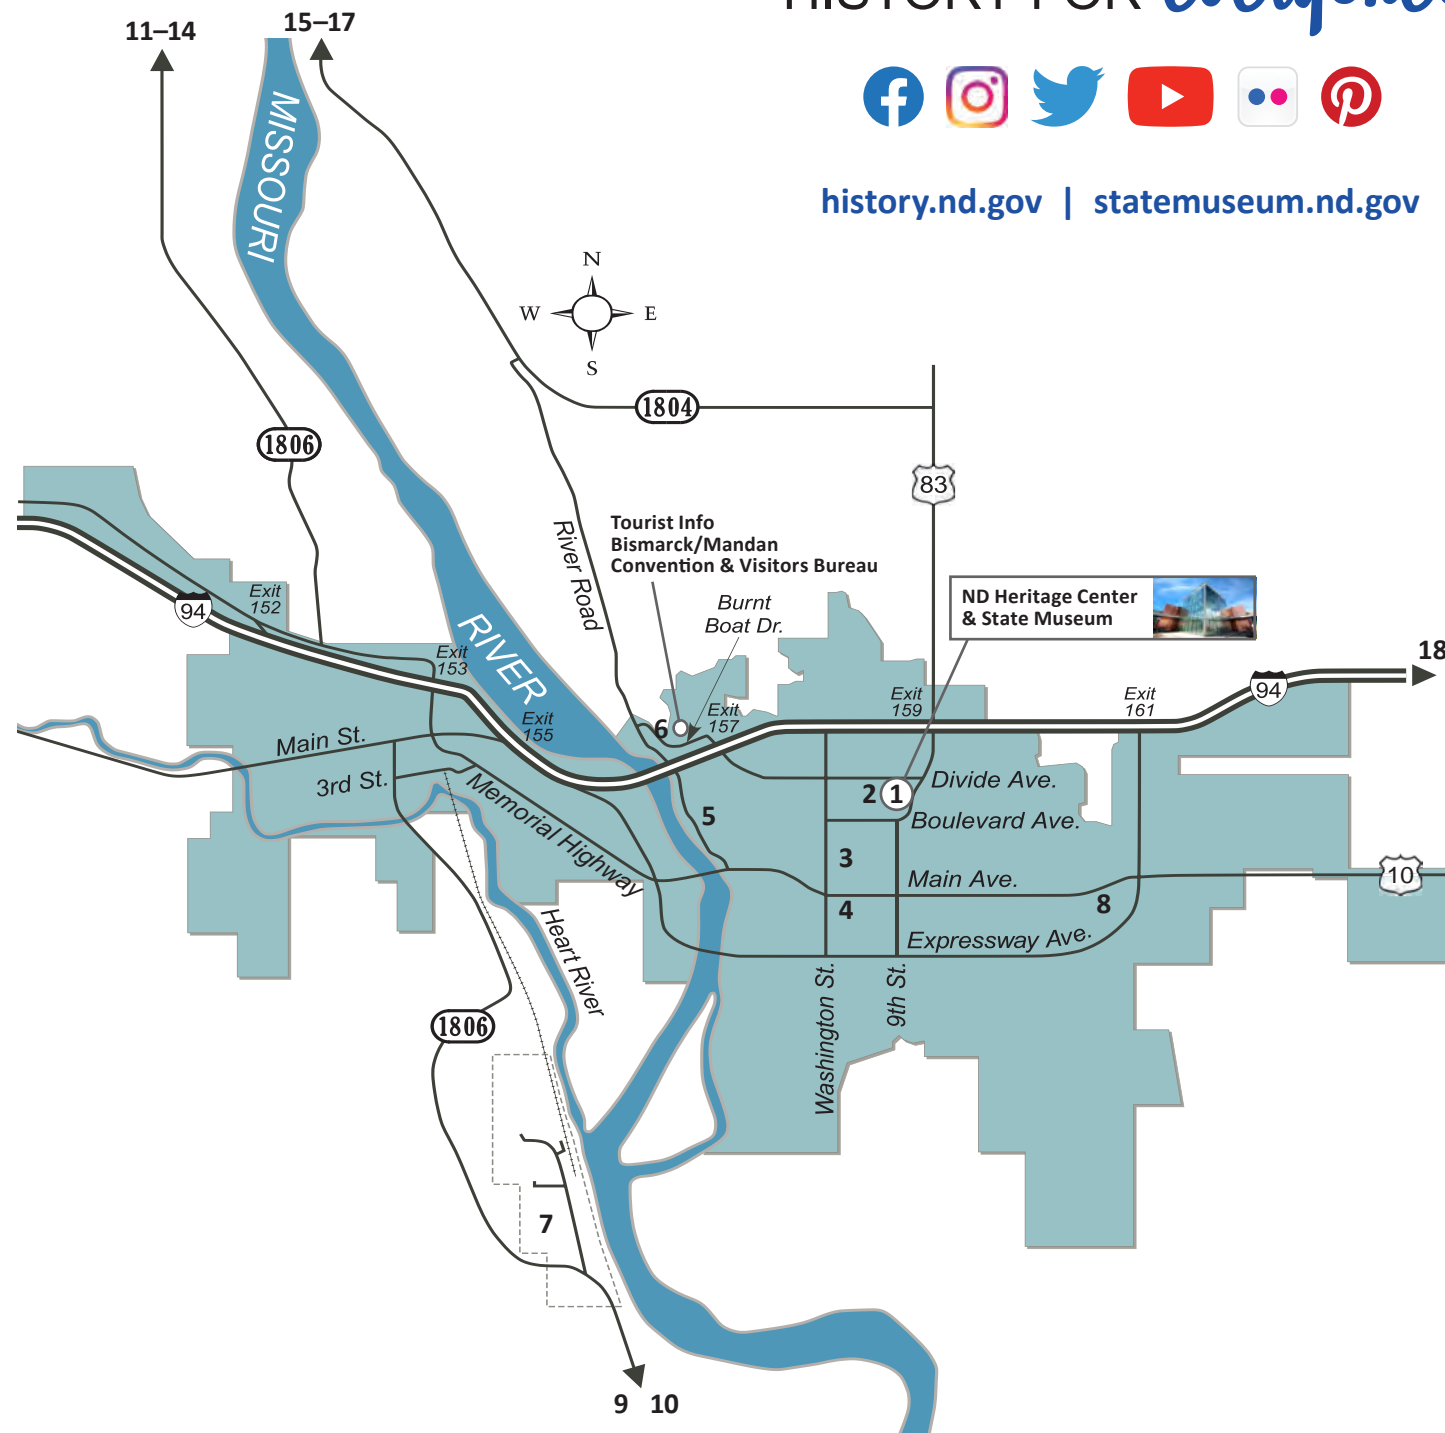 HISTORY FOR everyone
11–14
15–17
history.nd.gov | statemuseum.nd.gov
MISSOURI
N
W E
S
1804
1806
83
Tourist Info
Bismarck/Mandan
Convention & Visitors Bureau
River Road
Burnt
Boat Dr.
ND Heritage Center
& State Museum
Exit
152
94
RIVER
Exit
153
18
Exit
155
6
Exit
157
Exit
159
Exit
161
94
Main St.
3rd St.
Memorial Highway
Divide Ave.
2 1
5
Boulevard Ave.
3
Main Ave.
10
4
8
Expressway Ave.
Heart River
Washington St.
9th St.
1806
7
9 10